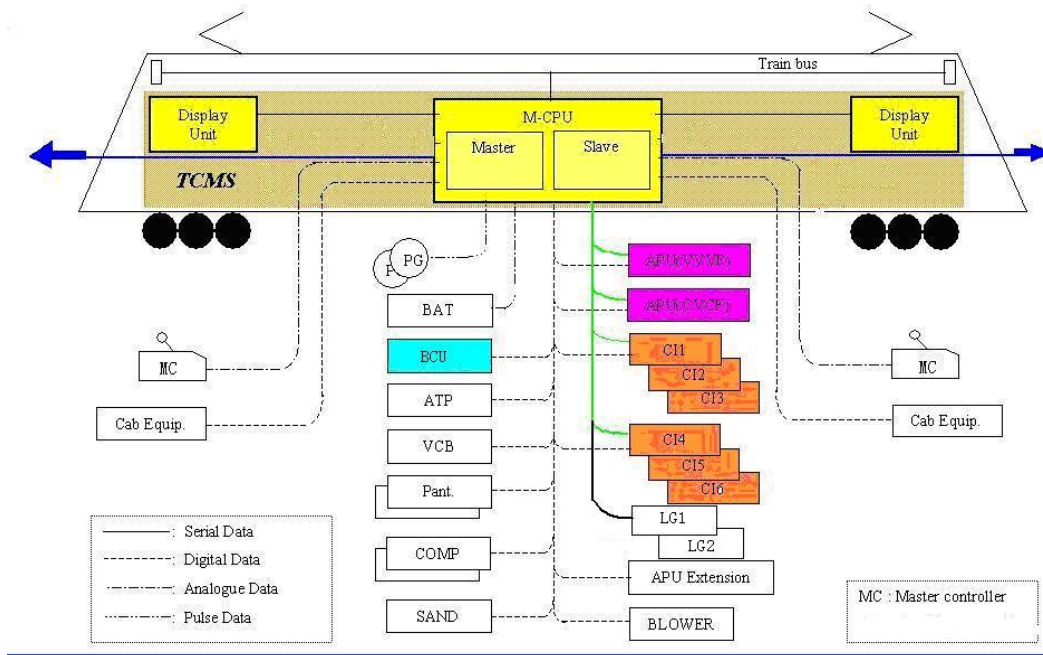 Train bus
Display
Unit
M-CPU
Master
Slave
Display
Unit
TCMS
PG
BAT
BCU
ATP
VCB
Pant.
COMP
SAND
APU(VVVF)
APU(CVCF)
CI1
CI2
CI3
CI4
CI5
CI6
LG1
LG2
APU Extension
BLOWER
MC
Cab Equip.
MC
Cab Equip.
: Serial Data
: Digital Data
: Analogue Data
: Pulse Data
MC : Master controller